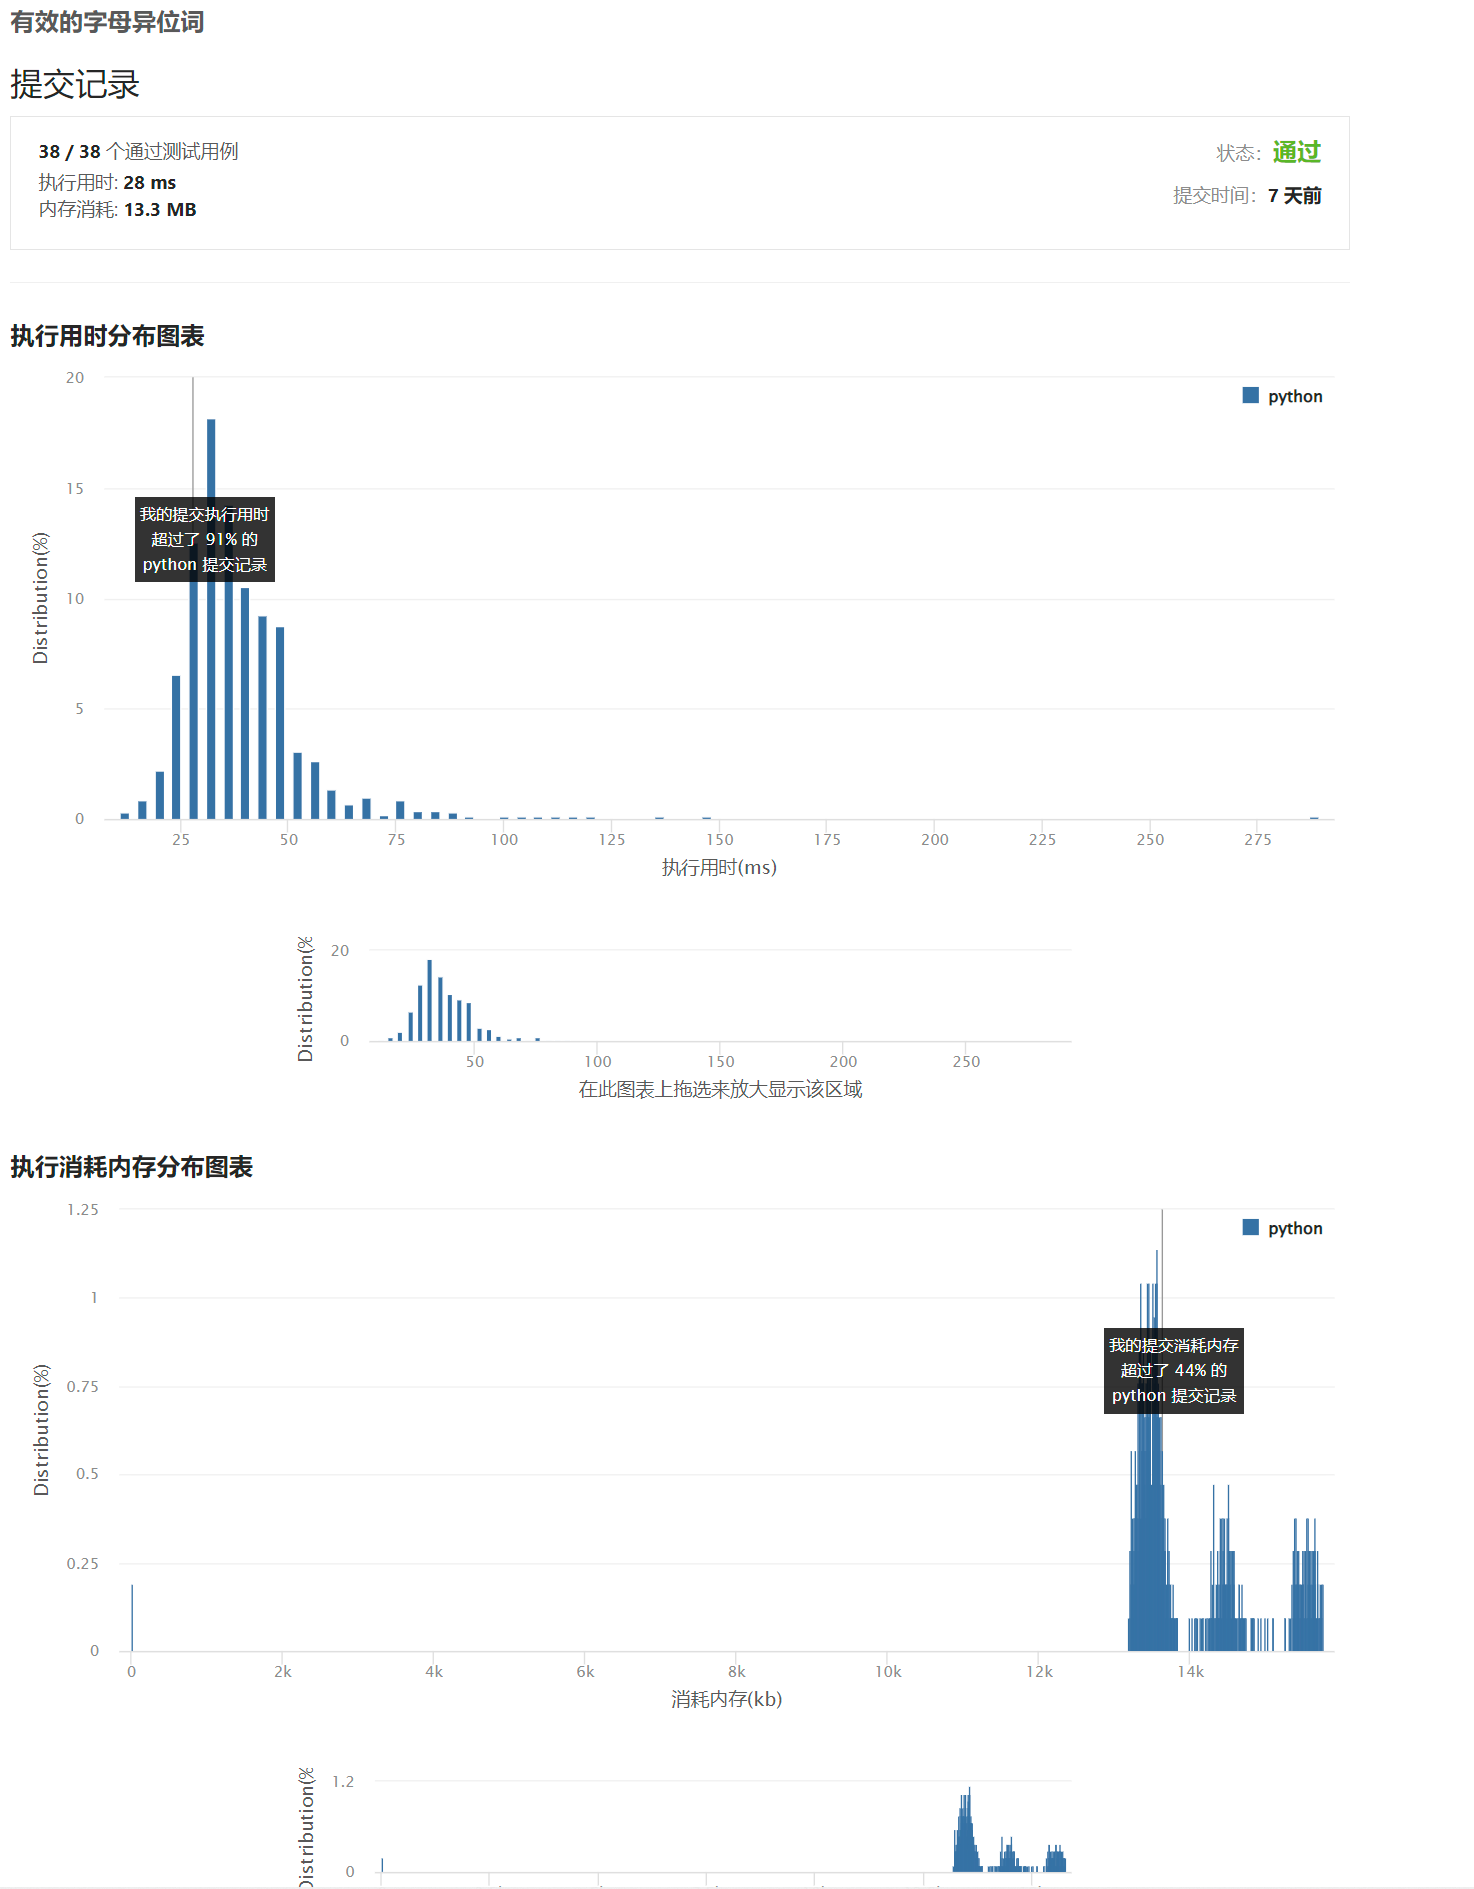 有效的字母异位词
提交记录
38 / 38 个通过测试用例
状态：通过
执行用时: 28 ms
提交时间：7 天前
内存消耗: 13.3 MB
执行用时分布图表
20
python
15
我的提交执行用时
超过了 91% 的
python 提交记录
Distribution(%)
10
5
0
25 50 75 100 125 150 175 200 225 250 275
执行用时(ms)
Distribution(%
20
0
50 100 150 200 250
在此图表上拖选来放大显示该区域
执行消耗内存分布图表
1.25
python
1
我的提交消耗内存
超过了 44% 的
python 提交记录
Distribution(%)
0.75
0.5
0.25
0
0 2k 4k 6k 8k 10k 12k 14k
消耗内存(kb)
Distribution(%
1.2
0